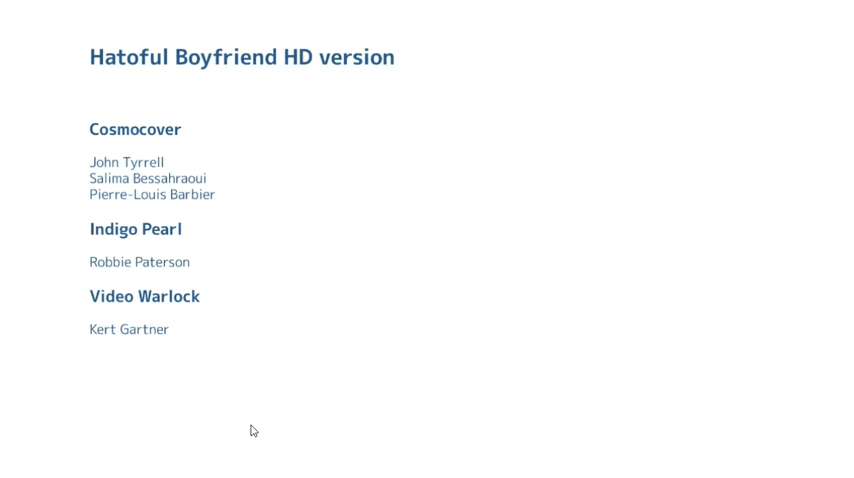 Hatoful Boyfriend HD version
Cosmocover
John Tyrrell
Salima Bessahraoui
Pierre-Louis Barbier
Indigo Pearl
Robbie Paterson
Video Warlock
Kert Gartner